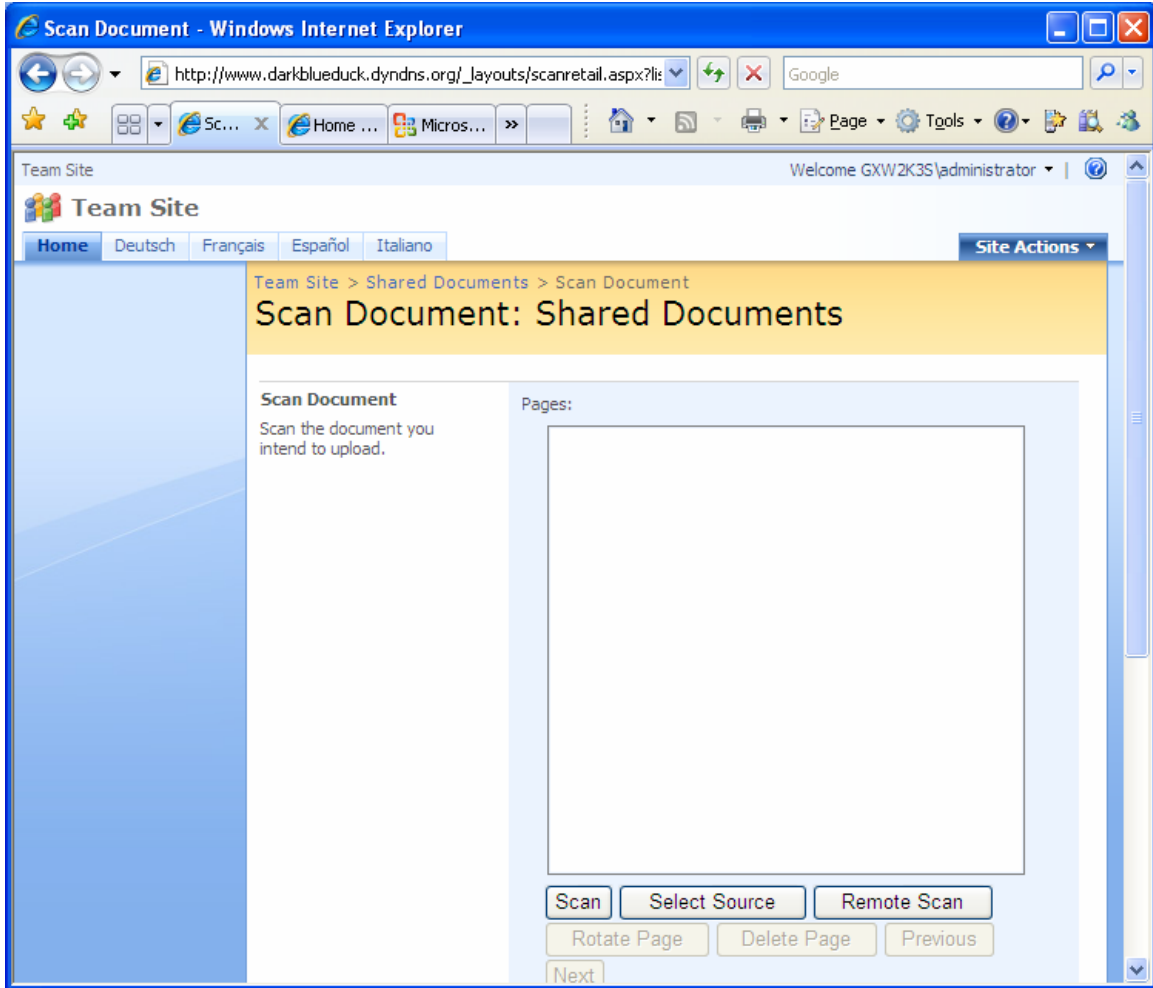 Scan Document - Windows Internet Explorer
http://www.darkblueduck.dyndns.org/_layouts/scanretail.aspx?lis
Google
Sc... Home ... Micros... » Page Tools
Team Site Welcome GXW2K3S\administrator |
Team Site
Home Deutsch Français Español Italiano Site Actions
Team Site > Shared Documents > Scan Document
Scan Document: Shared Documents
Scan Document
Scan the document you
intend to upload.
Pages:
Scan Select Source Remote Scan
Rotate Page Delete Page Previous
Next